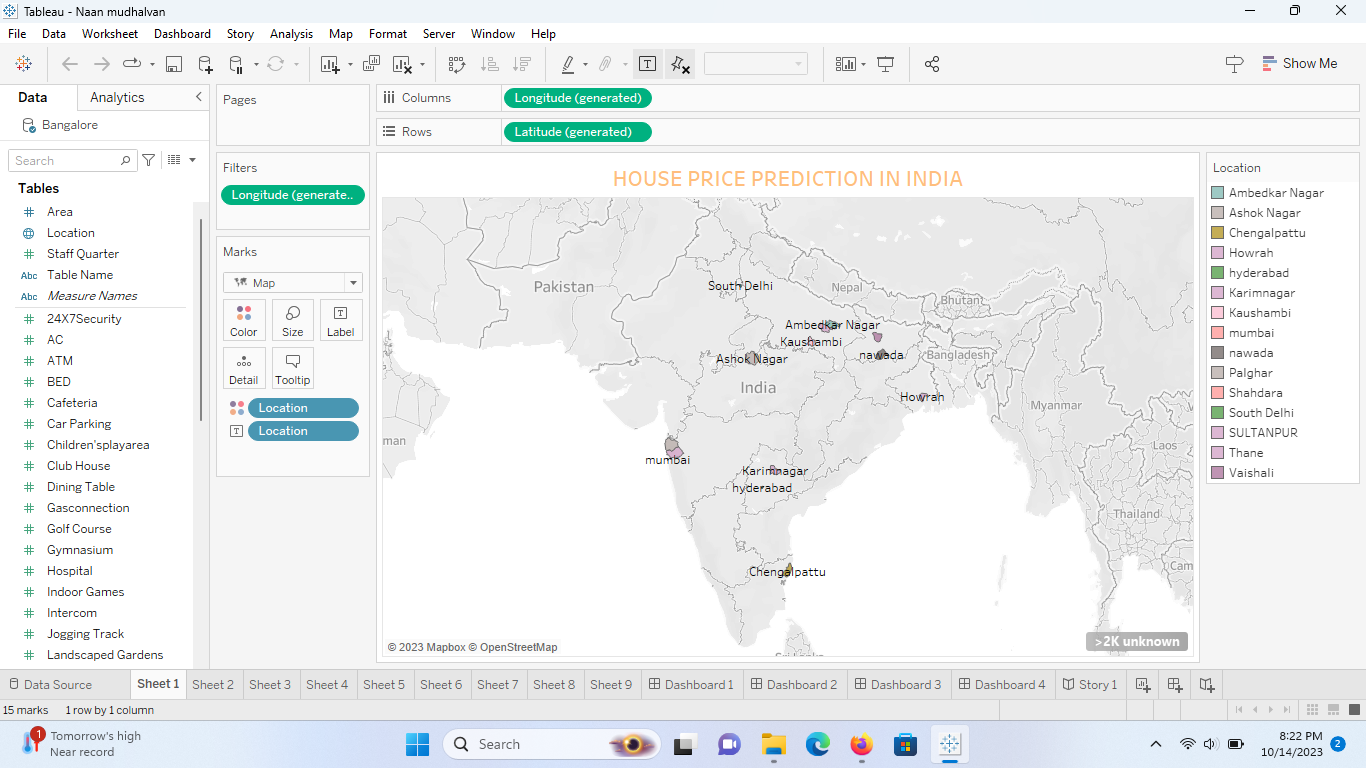 Tableau - Naan mudhalvan
File Data Worksheet Dashboard Story Analysis Map Format Server Window Help
Show Me
Data Analytics
Bangalore
Search
Tables
Area
Location
Staff Quarter
Abc Table Name
Abc Measure Names
24X7Security
AC
ATM
BED
Cafeteria
Car Parking
Children'splayarea
Club House
Dining Table
Gasconnection
Golf Course
Gymnasium
Hospital
Indoor Games
Intercom
Jogging Track
Landscaped Gardens
Pages
Filters
Longitude (generate..
Marks
Map
Color Size Label
Detail Tooltip
Location
Location
Columns Longitude (generated)
Rows Latitude (generated)
HOUSE PRICE PREDICTION IN INDIA
South Delhi
Pakistan
Nepal
Bhutan
Ambedkar Nagar
Kaushambi
nawada
Bangladesh
Ashok Nagar
India
Howrah
Myanmar
man
Laos
mumbai
Karimnagar
hyderabad
Thailand
Cam
Chengalpattu
Sri Lanka
© 2023 Mapbox © OpenStreetMap
>2K unknown
Location
Ambedkar Nagar
Ashok Nagar
Chengalpattu
Howrah
hyderabad
Karimnagar
Kaushambi
mumbai
nawada
Palghar
Shahdara
South Delhi
SULTANPUR
Thane
Vaishali
Data Source Sheet 1 Sheet 2 Sheet 3 Sheet 4 Sheet 5 Sheet 6 Sheet 7 Sheet 8 Sheet 9 Dashboard 1 Dashboard 2 Dashboard 3 Dashboard 4 Story 1
15 marks 1 row by 1 column
1
Tomorrow's high
Near record
Search
8:22 PM
10/14/2023
2